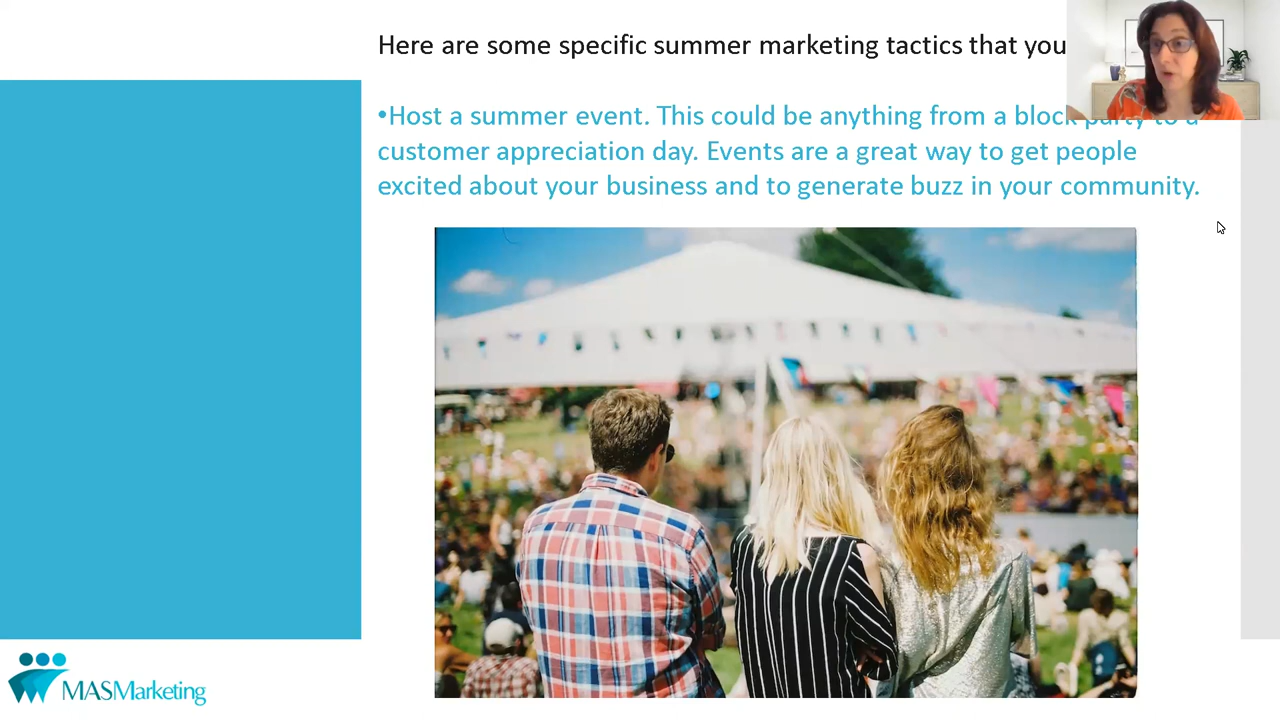 Here are some specific summer marketing tactics that you
•Host a summer event. This could be anything from a block party to a
customer appreciation day. Events are a great way to get people
excited about your business and to generate buzz in your community.
MASMarketing